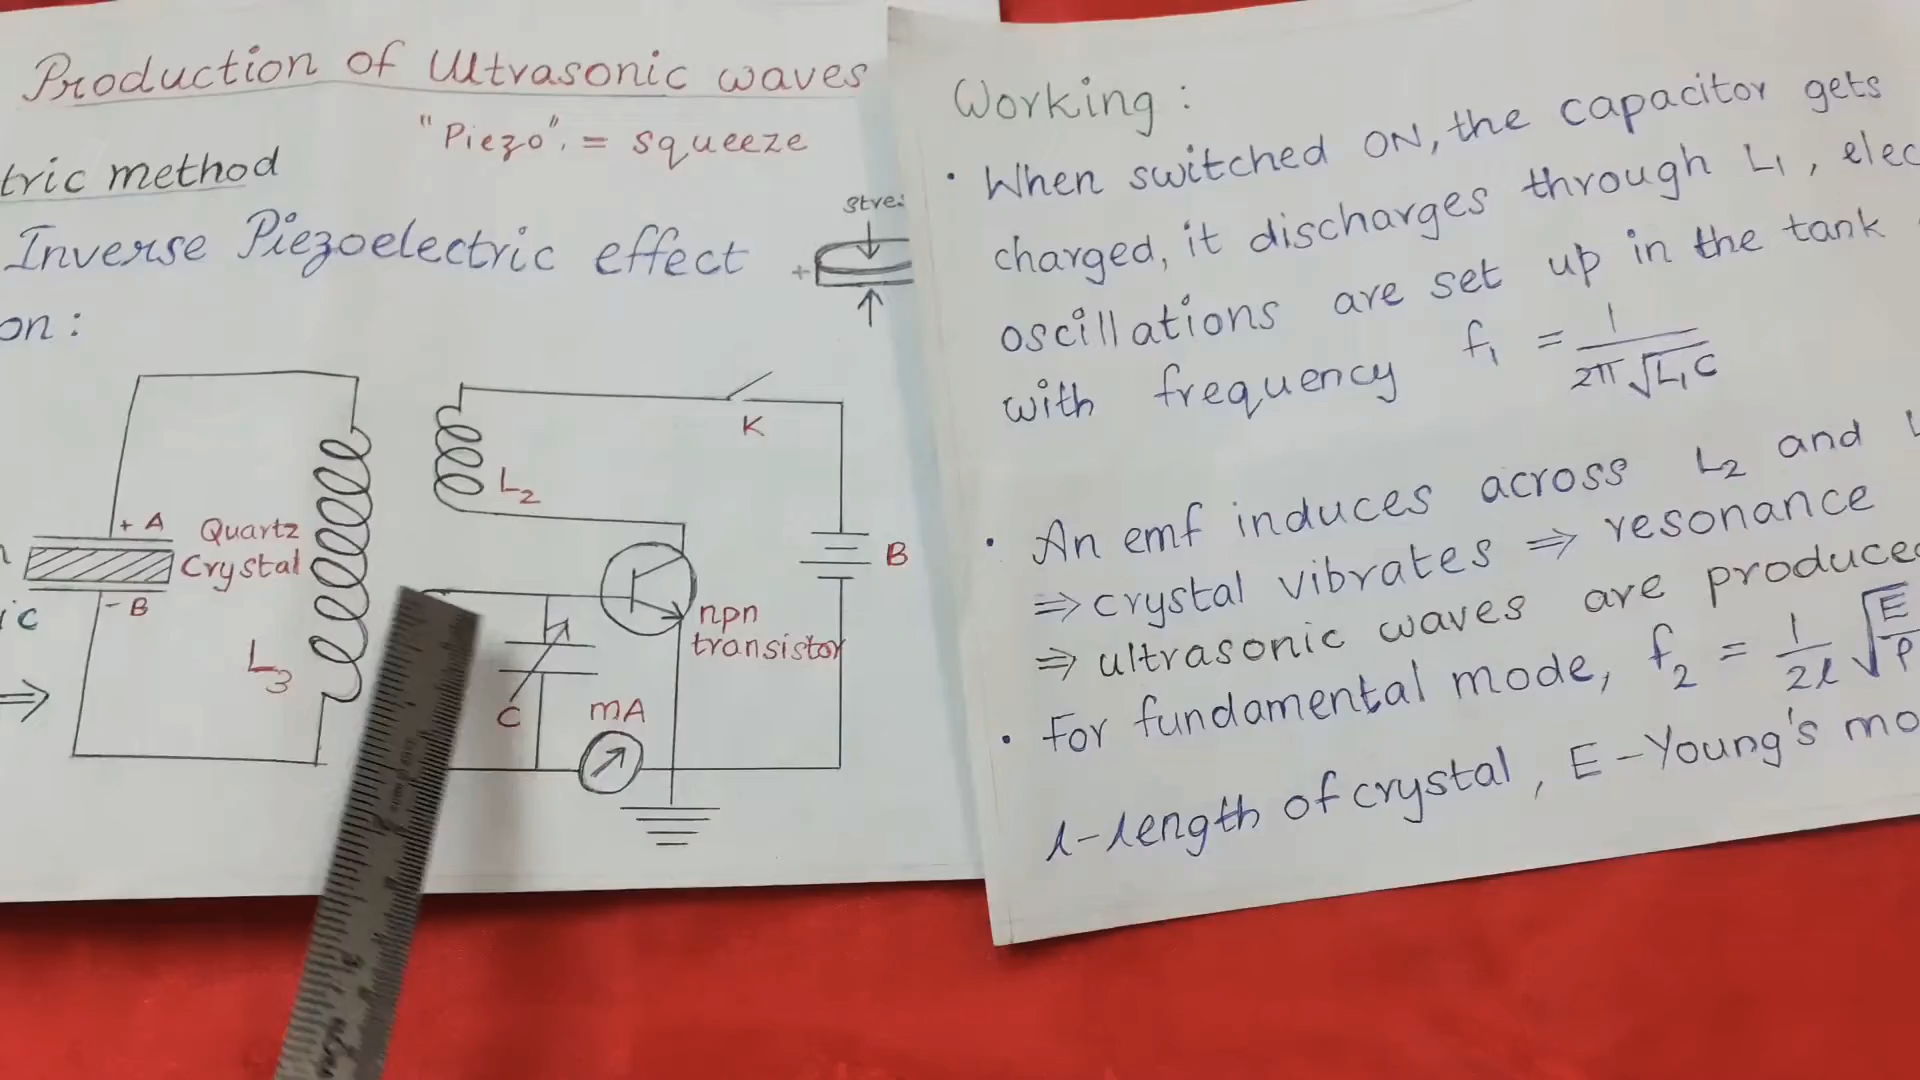 Production of Ultrasonic waves
"Piezo". = squeeze
tric method
Inverse Piezoelectric effect
on :
+
K
L2
+ A
Quartz
Crystal
- B
ic
L3
⇒
B
npn
transistor
C
mA
Working :
• When switched ON, the capacitor gets
charged, it discharges through L1, elec
oscillations are set up in the tank
with frequency f1 = 1 / 2π √L1C
• An emf induces across L2 and
⇒ crystal vibrates ⇒ resonance
⇒ ultrasonic waves are produced
• For fundamental mode, f2 = 1/2l √E/ρ
l - length of crystal, E - Young's mo